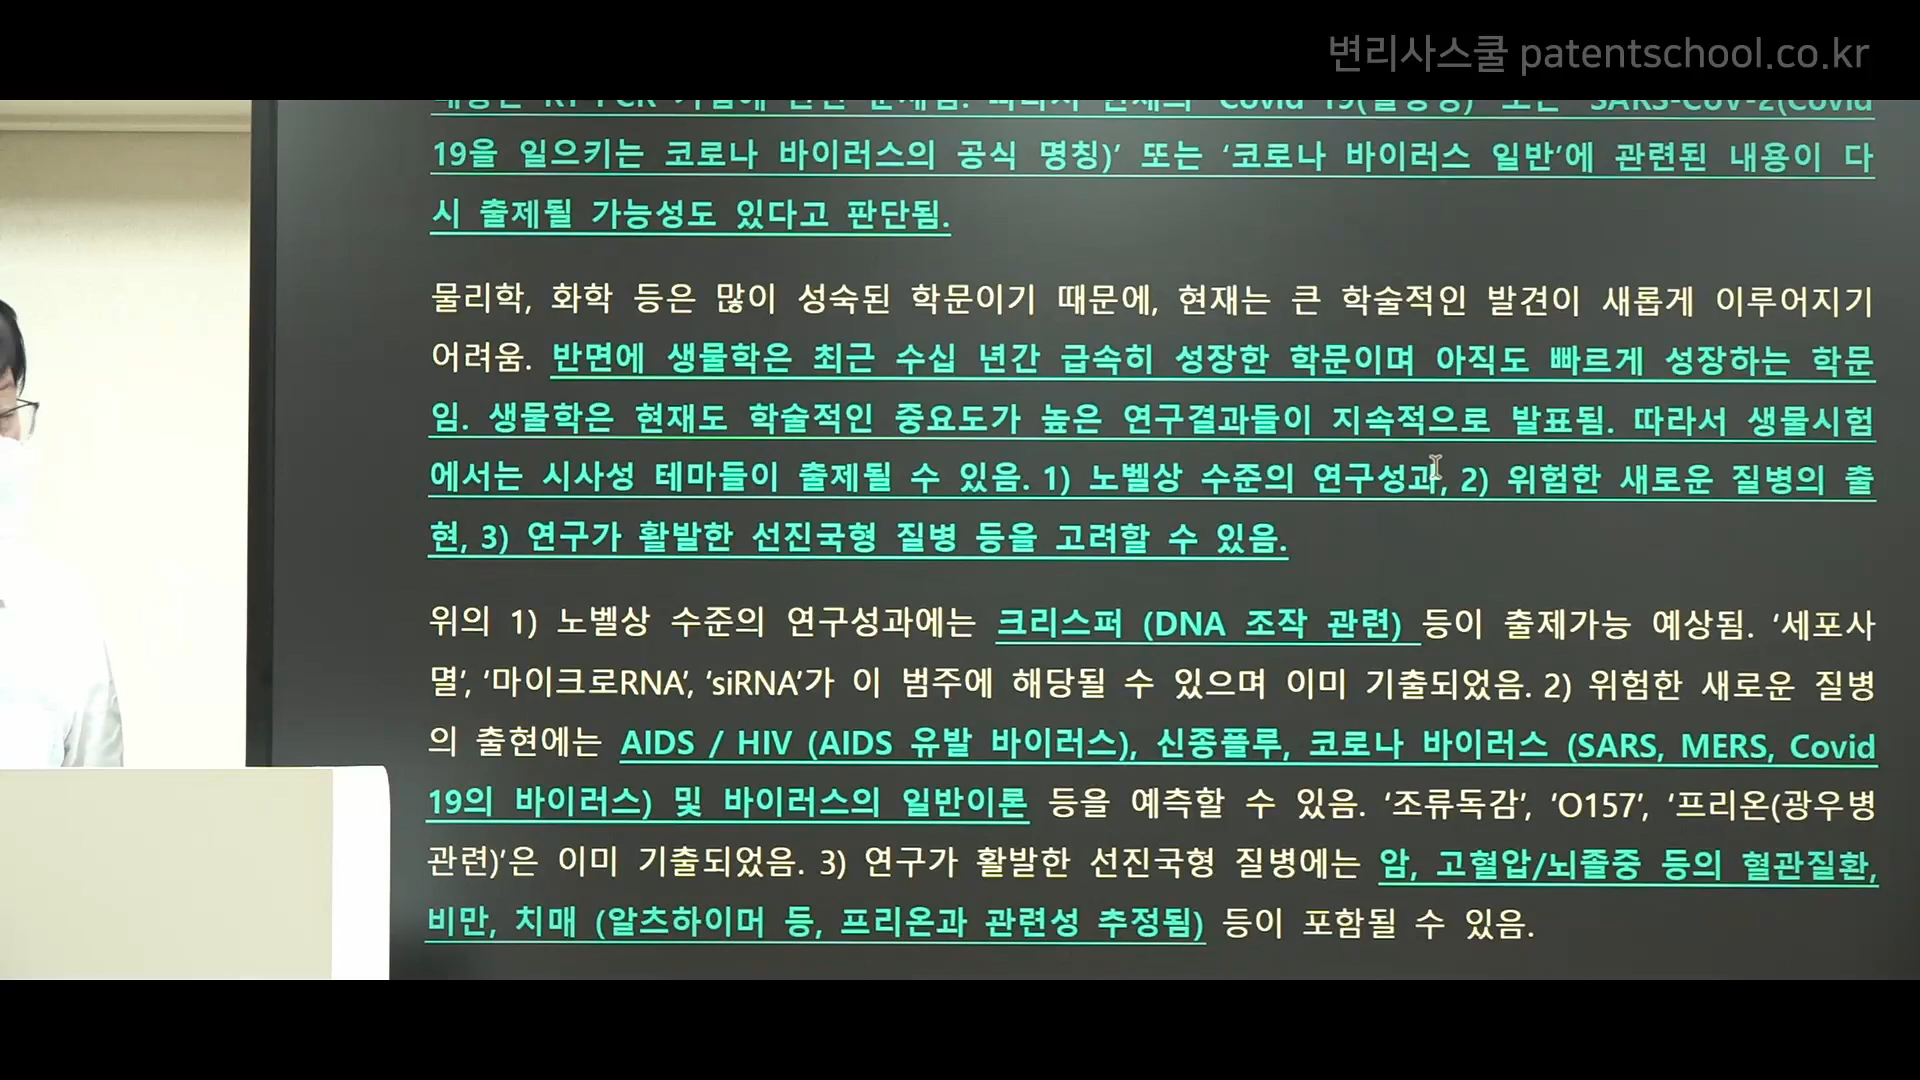 변리사스쿨 patentschool.co.kr
19을 일으키는 코로나 바이러스의 공식 명칭)’ 또는 ‘코로나 바이러스 일반’에 관련된 내용이 다
시 출제될 가능성도 있다고 판단됨.
물리학, 화학 등은 많이 성숙된 학문이기 때문에, 현재는 큰 학술적인 발견이 새롭게 이루어지기
어려움. 반면에 생물학은 최근 수십 년간 급속히 성장한 학문이며 아직도 빠르게 성장하는 학문
임. 생물학은 현재도 학술적인 중요도가 높은 연구결과들이 지속적으로 발표됨. 따라서 생물시험
에서는 시사성 테마들이 출제될 수 있음. 1) 노벨상 수준의 연구성과, 2) 위험한 새로운 질병의 출
현, 3) 연구가 활발한 선진국형 질병 등을 고려할 수 있음.
위의 1) 노벨상 수준의 연구성과에는 크리스퍼 (DNA 조작 관련) 등이 출제가능 예상됨. ‘세포사
멸’, ‘마이크로RNA’, ‘siRNA’가 이 범주에 해당될 수 있으며 이미 기출되었음. 2) 위험한 새로운 질병
의 출현에는 AIDS / HIV (AIDS 유발 바이러스), 신종플루, 코로나 바이러스 (SARS, MERS, Covid
19의 바이러스) 및 바이러스의 일반이론 등을 예측할 수 있음. ‘조류독감’, ‘O157’, ‘프리온(광우병
관련)’은 이미 기출되었음. 3) 연구가 활발한 선진국형 질병에는 암, 고혈압/뇌졸중 등의 혈관질환,
비만, 치매 (알츠하이머 등, 프리온과 관련성 추정됨) 등이 포함될 수 있음.